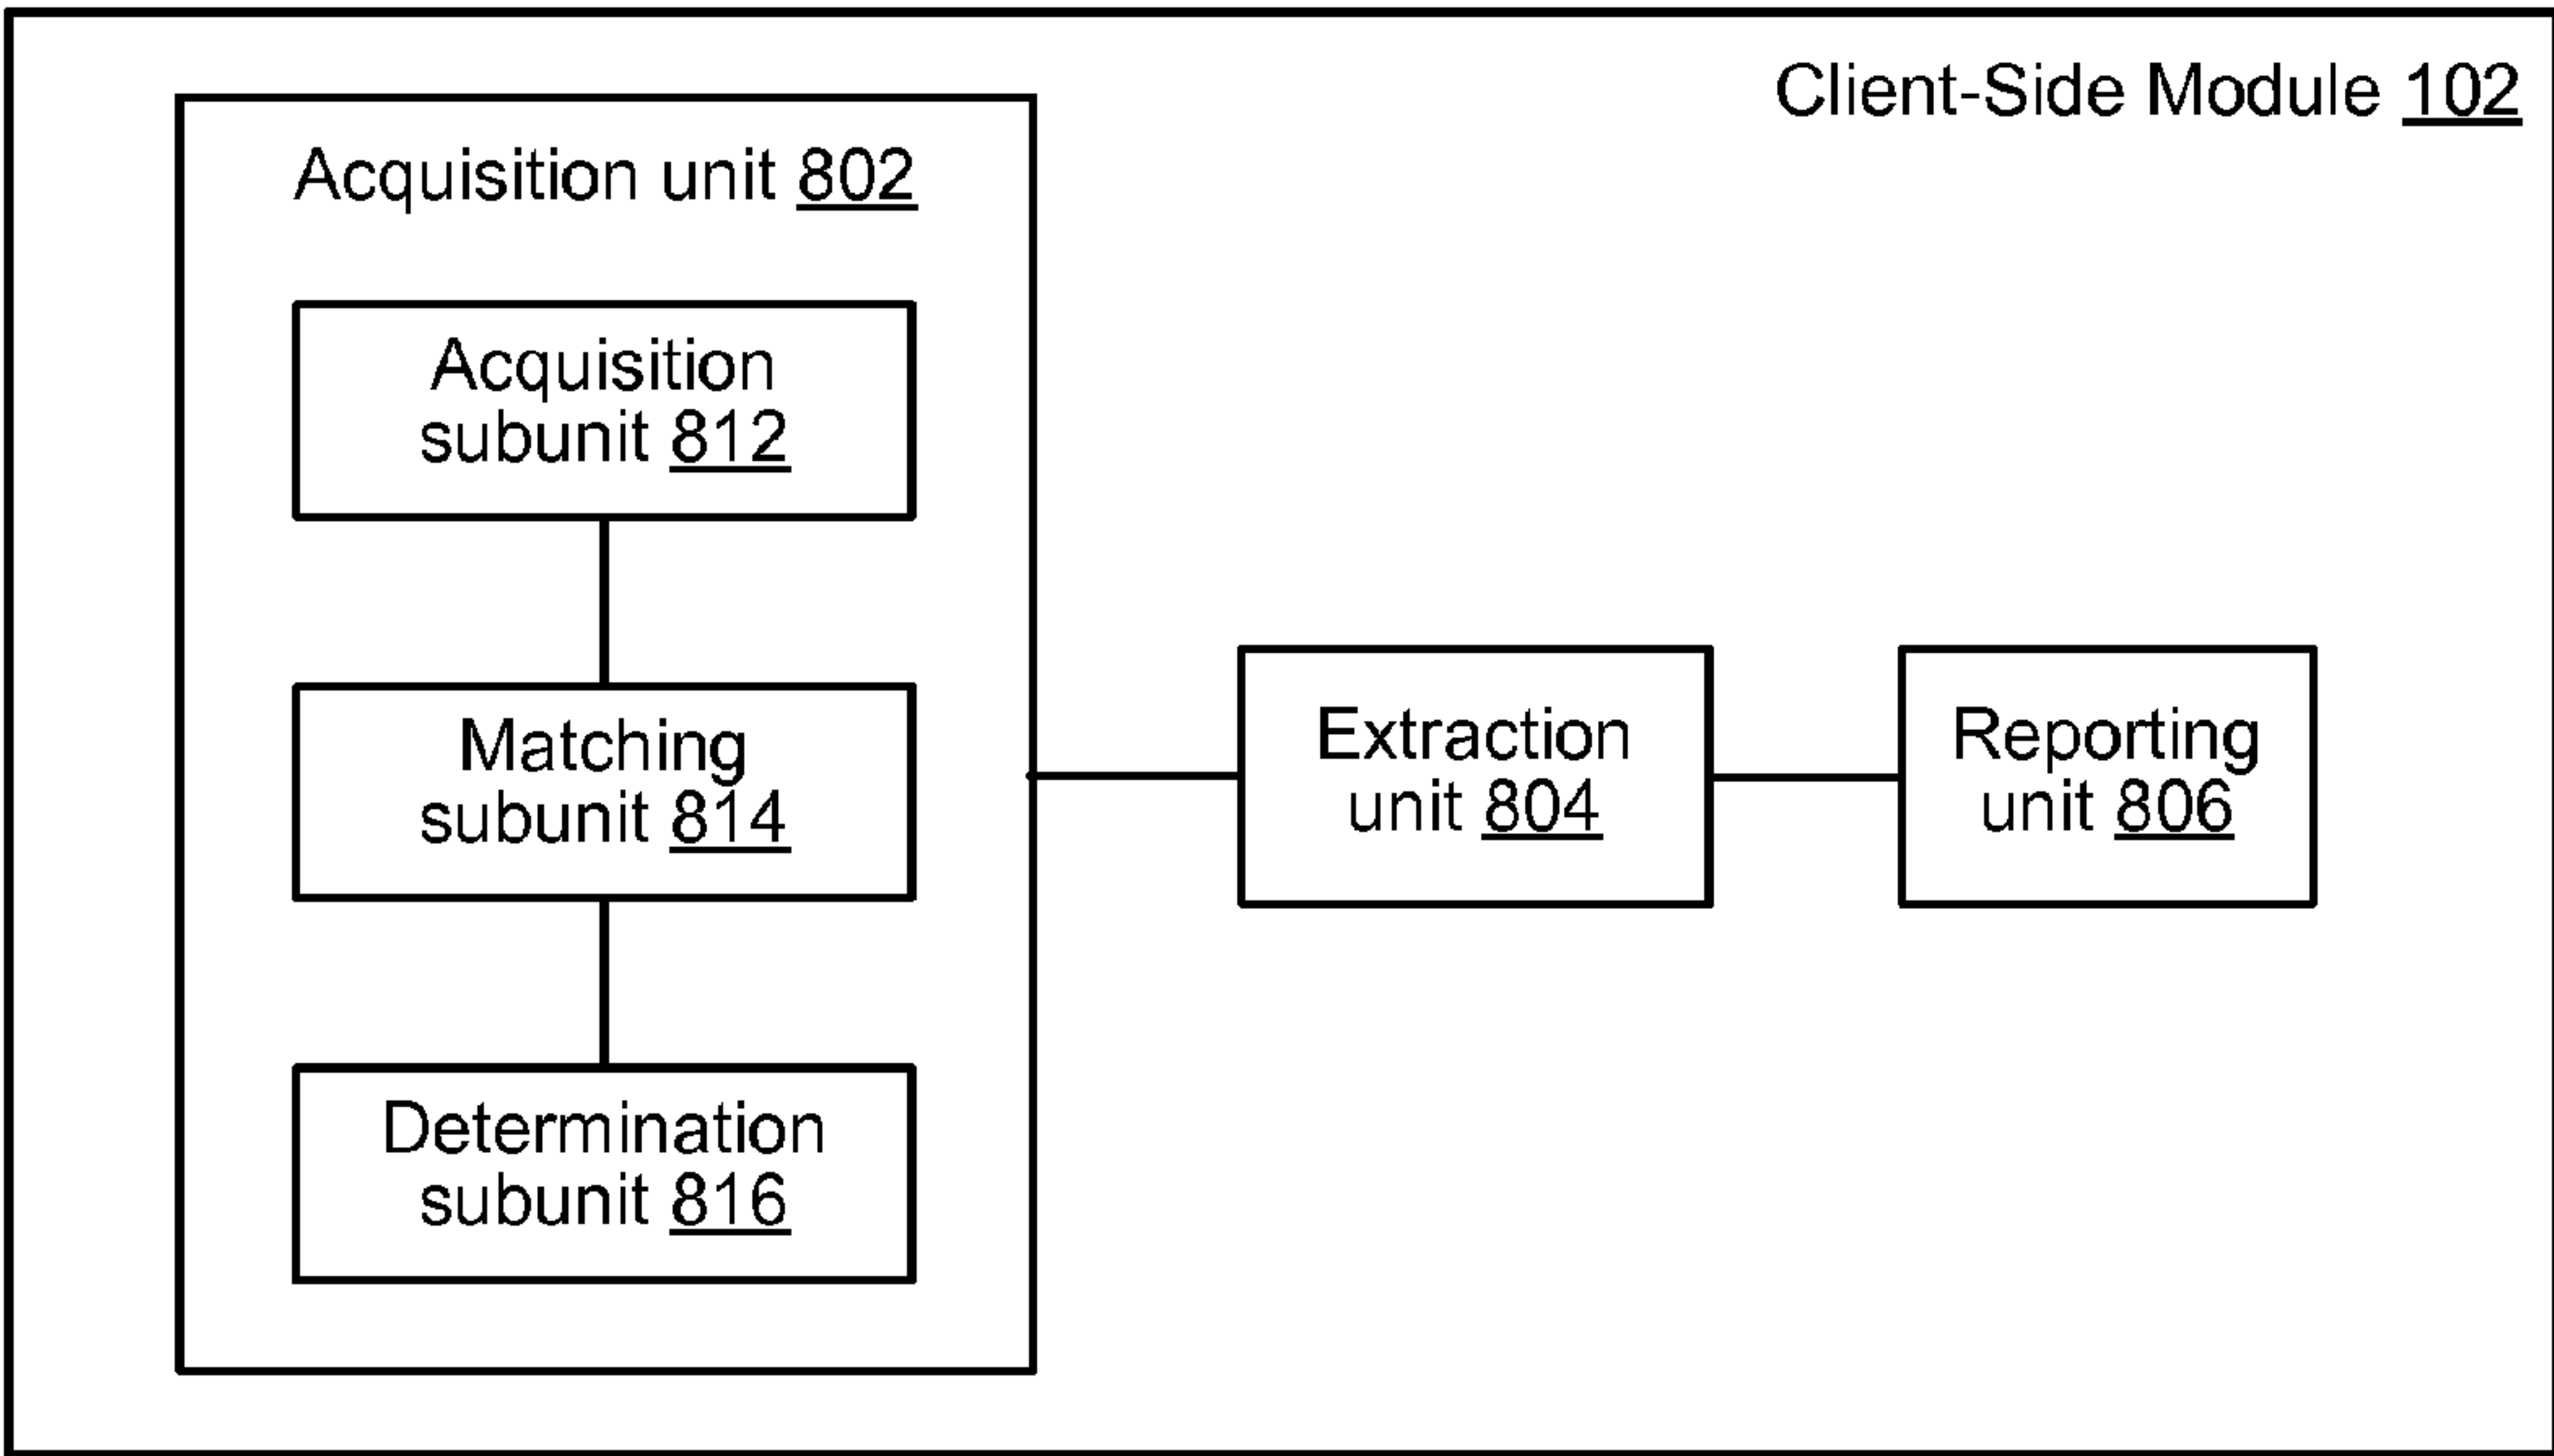 Client-Side Module 102
Acquisition unit 802
Acquisition
subunit 812
Matching
subunit 814
Determination
subunit 816
Extraction
unit 804
Reporting
unit 806